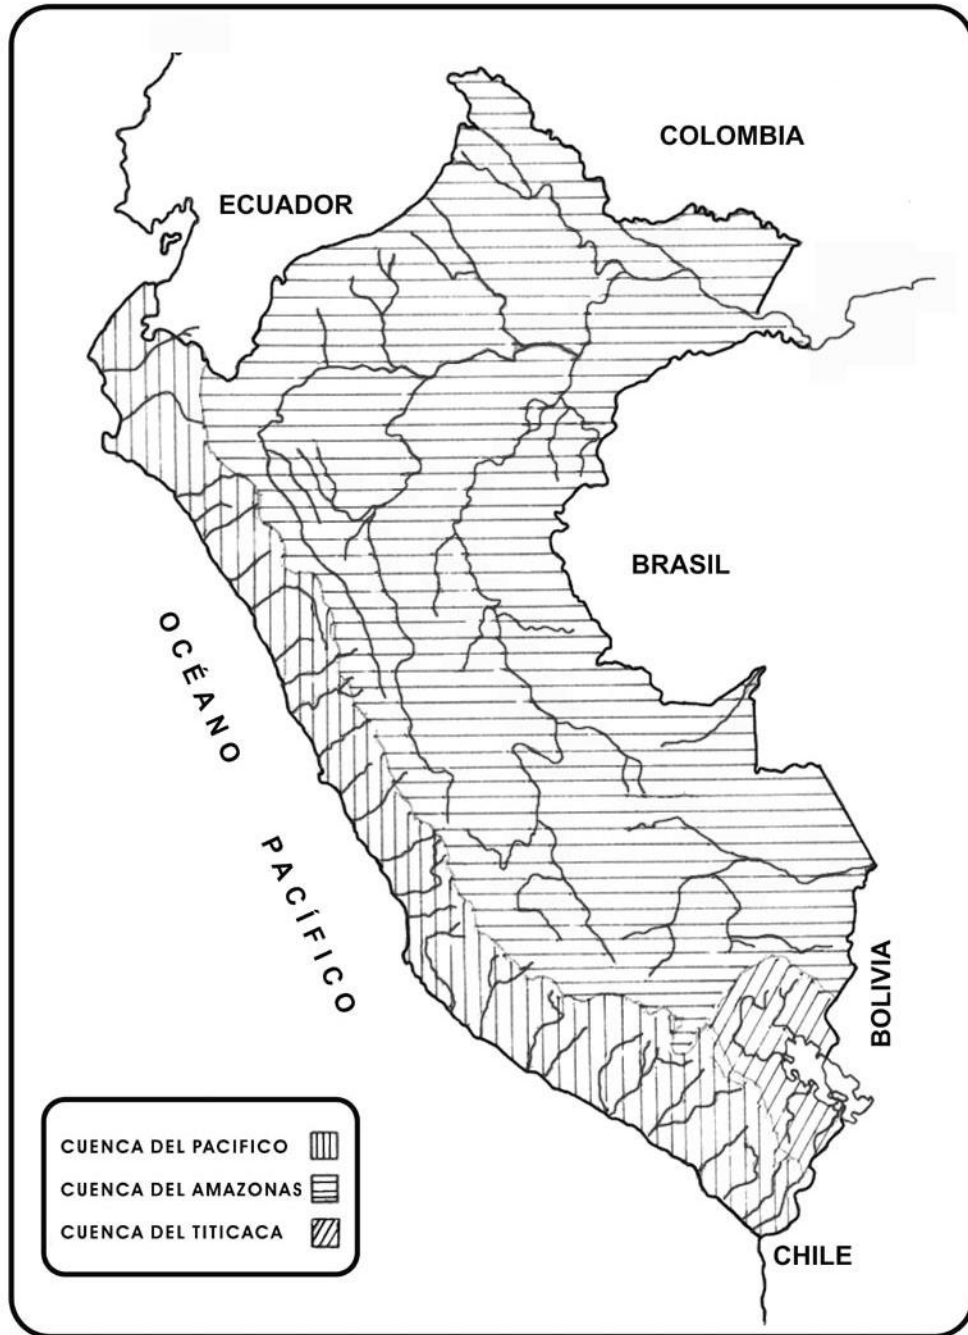 COLOMBIA
ECUADOR
BRASIL
OCÉANO
PACÍFICO
BOLIVIA
CUENCA DEL PACIFICO
CUENCA DEL AMAZONAS
CUENCA DEL TITICACA
CHILE